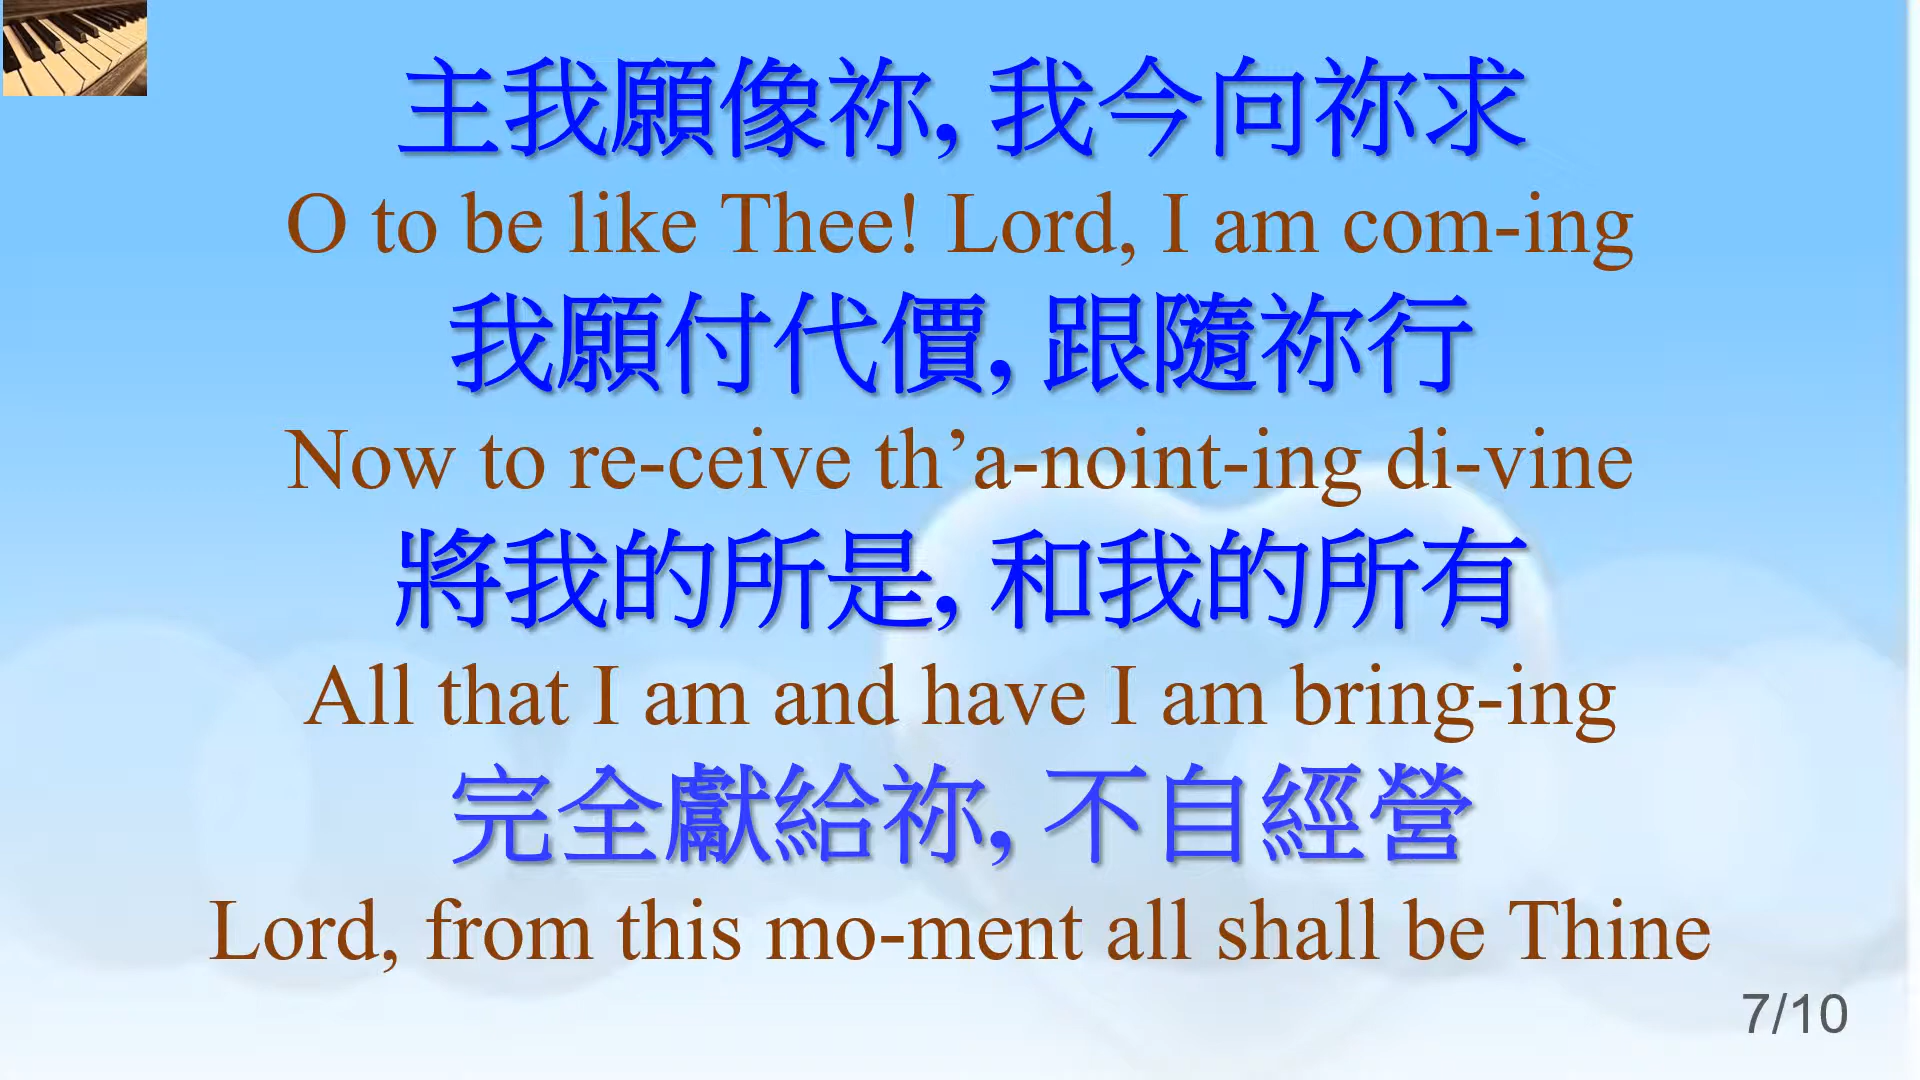 主我願像祢, 我今向祢求
O to be like Thee! Lord, I am com-ing
我願付代價, 跟隨祢行
Now to re-ceive th’a-noint-ing di-vine
將我的所是, 和我的所有
All that I am and have I am bring-ing
完全獻給祢, 不自經營
Lord, from this mo-ment all shall be Thine
7/10